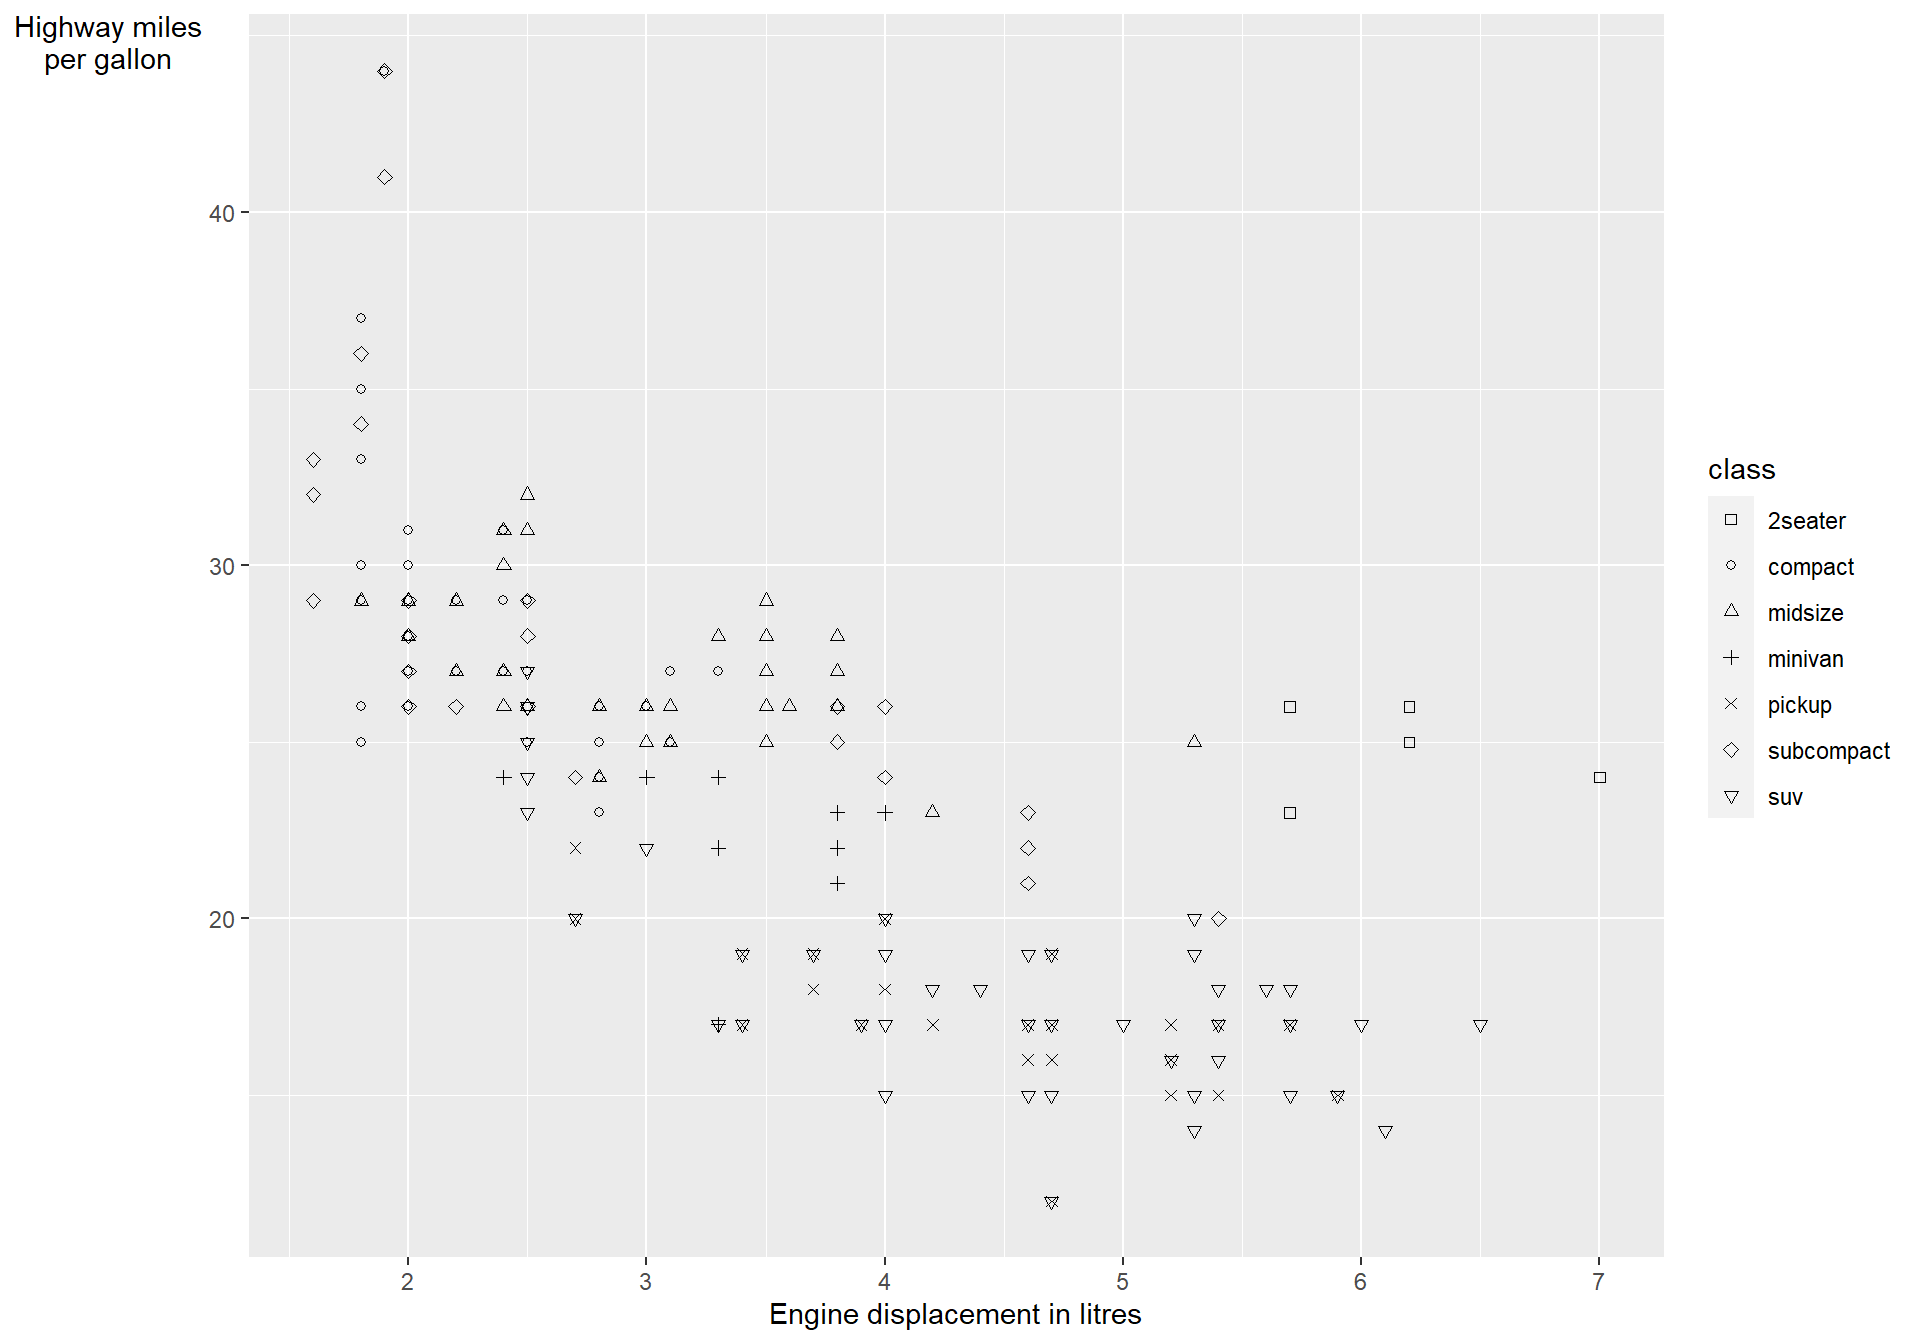 Highway miles
per gallon
40
30
20
2
3
4
5
6
7
Engine displacement in litres
class
2seater
compact
midsize
minivan
pickup
subcompact
suv